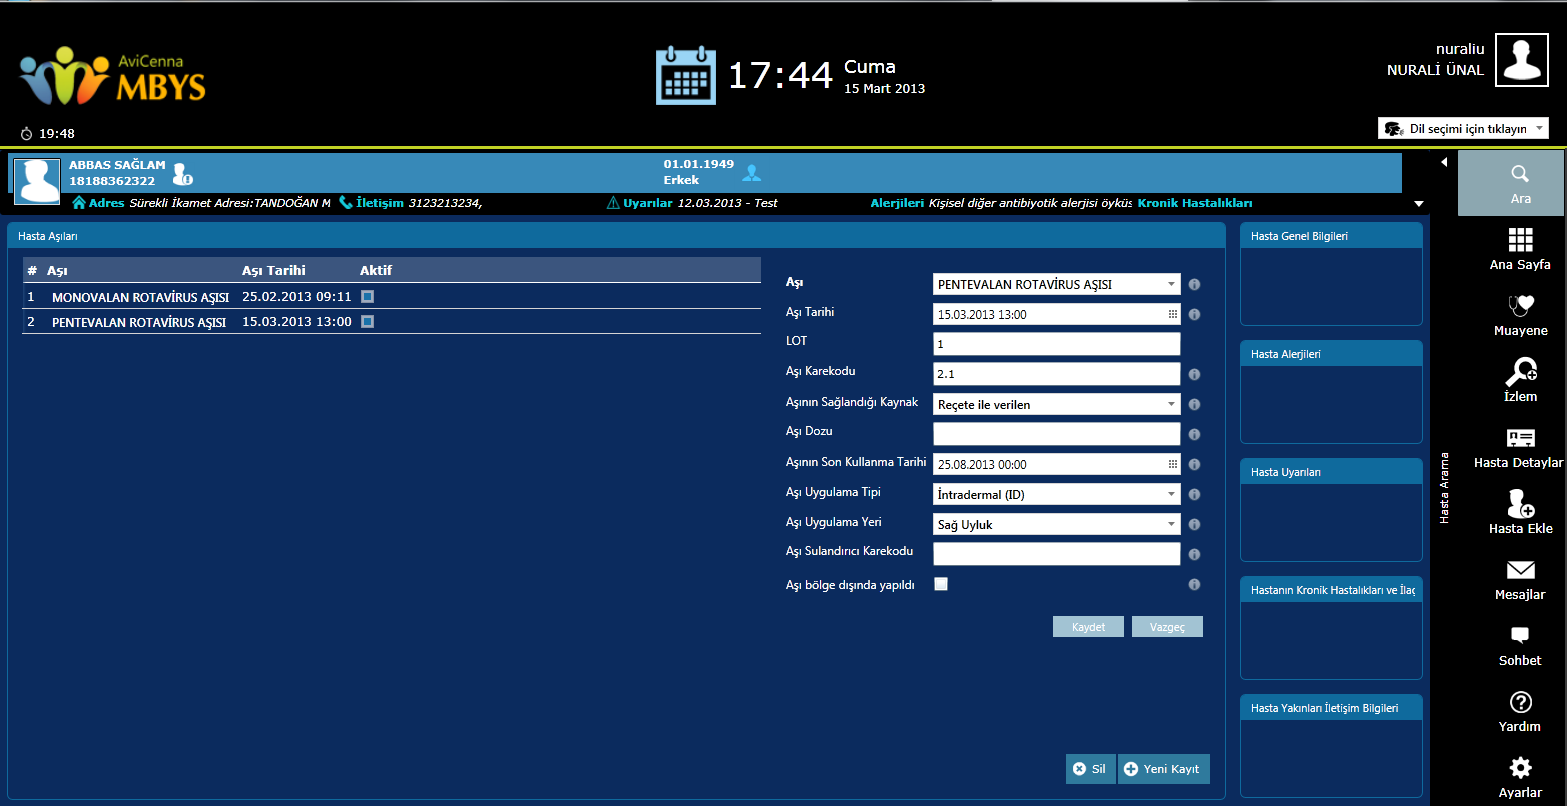 AviCenna
MBYS
17:44
Cuma
15 Mart 2013
nuraliu
NURALİ ÜNAL
19:48
Dil seçimi için tıklayın
ABBAS SAĞLAM
18188362322
01.01.1949
Erkek
Adres Sürekli İkamet Adresi:TANDOĞAN M İletişim 3123213234, Uyarılar 12.03.2013 - Test Alerjileri Kişisel diğer antibiyotik alerjisi öyküs Kronik Hastalıkları
Hasta Aşıları
# Aşı Aşı Tarihi Aktif
1 MONOVALAN ROTAVİRUS AŞISI 25.02.2013 09:11
2 PENTEVALAN ROTAVİRUS AŞISI 15.03.2013 13:00
Aşı PENTEVALAN ROTAVİRUS AŞISI
Aşı Tarihi 15.03.2013 13:00
LOT 1
Aşı Karekodu 2.1
Aşının Sağlandığı Kaynak Reçete ile verilen
Aşı Dozu
Aşının Son Kullanma Tarihi 25.08.2013 00:00
Aşı Uygulama Tipi İntradermal (ID)
Aşı Uygulama Yeri Sağ Uyluk
Aşı Sulandırıcı Karekodu
Aşı bölge dışında yapıldı
Kaydet Vazgeç
Sil Yeni Kayıt
Hasta Genel Bilgileri
Hasta Alerjileri
Hasta Uyarıları
Hastanın Kronik Hastalıkları ve İlaç
Hasta Yakınları İletişim Bilgileri
Hasta Arama
Ara
Ana Sayfa
Muayene
İzlem
Hasta Detaylar
Hasta Ekle
Mesajlar
Sohbet
Yardım
Ayarlar